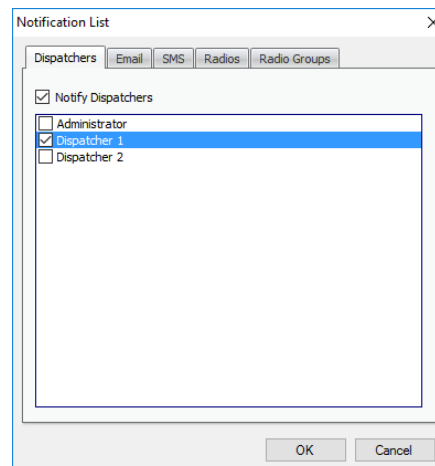 Notification List
Dispatchers Email SMS Radios Radio Groups
Notify Dispatchers
Administrator
Dispatcher 1
Dispatcher 2
OK Cancel